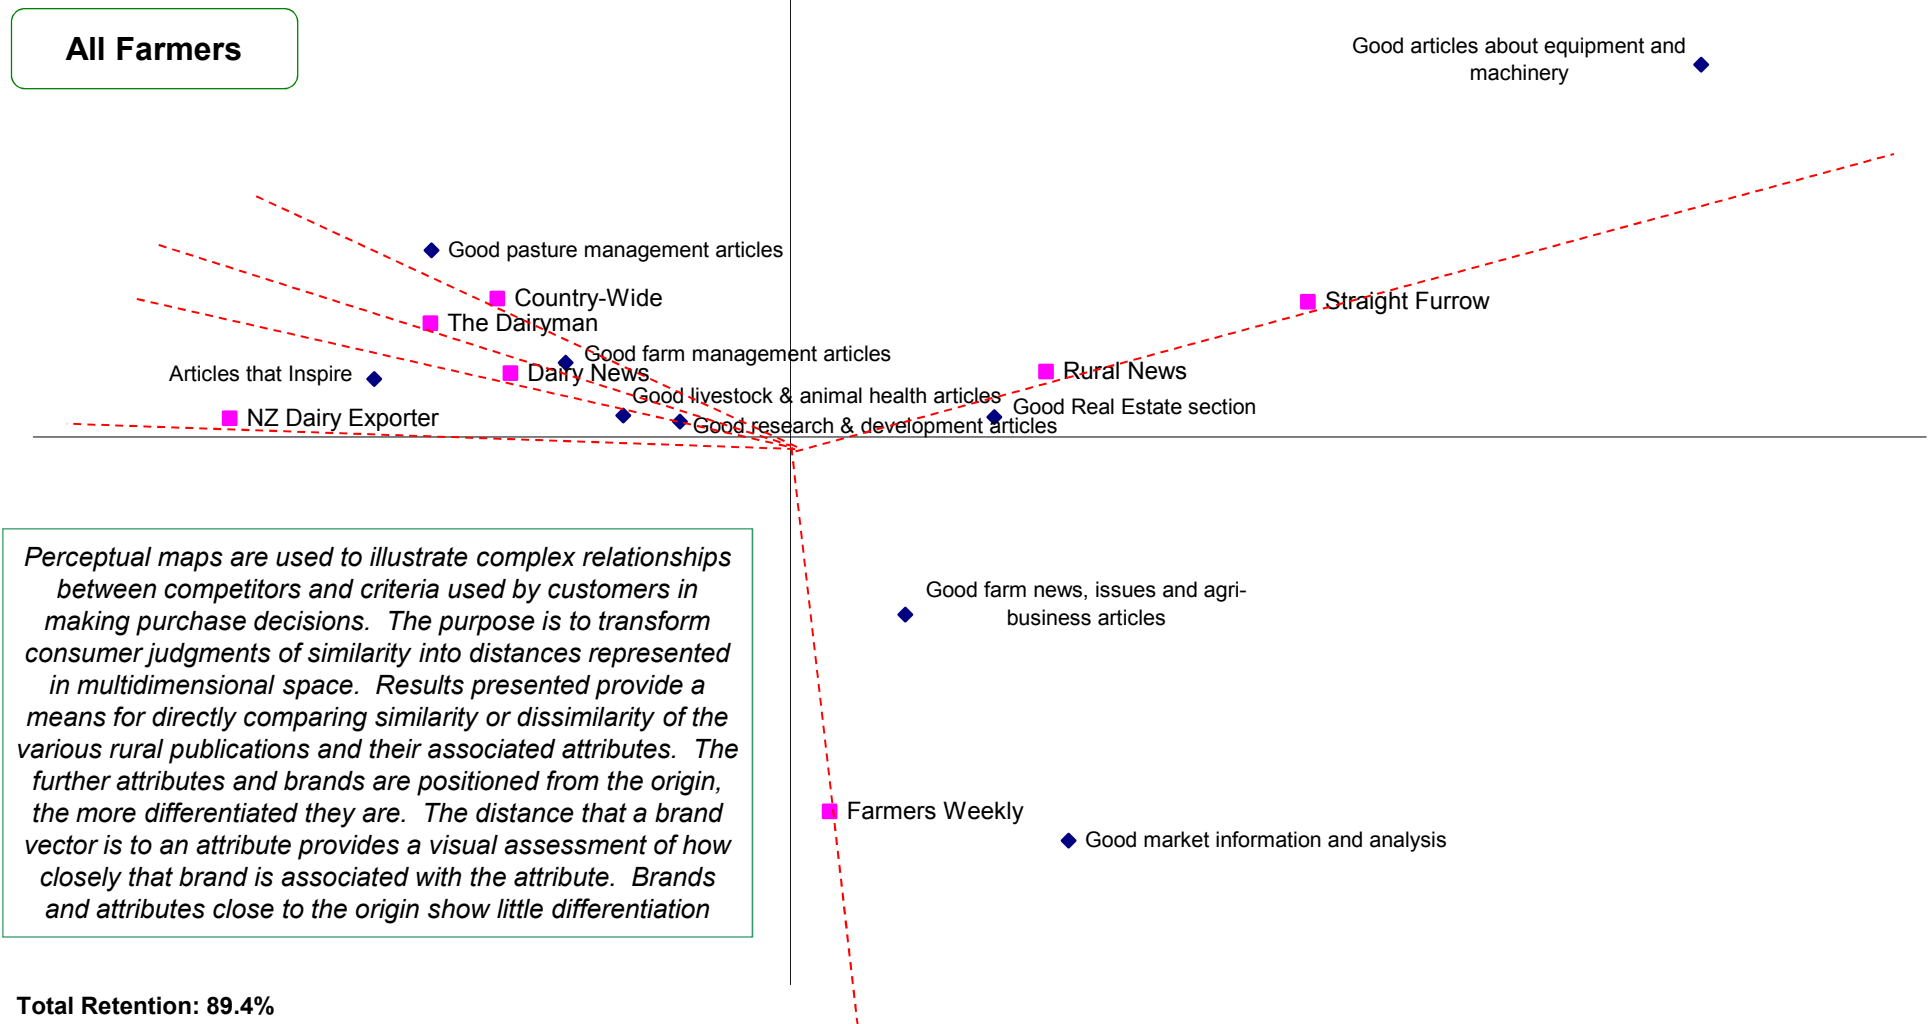 All Farmers
Good articles about equipment and
machinery
Good pasture management articles
Country-Wide
Straight Furrow
The Dairyman
Good farm management articles
Articles that Inspire
Dairy News
Rural News
Good livestock & animal health articles
Good Real Estate section
NZ Dairy Exporter
Good research & development articles
Perceptual maps are used to illustrate complex relationships
between competitors and criteria used by customers in
making purchase decisions.  The purpose is to transform
consumer judgments of similarity into distances represented
in multidimensional space.  Results presented provide a
means for directly comparing similarity or dissimilarity of the
various rural publications and their associated attributes.  The
further attributes and brands are positioned from the origin,
the more differentiated they are.  The distance that a brand
vector is to an attribute provides a visual assessment of how
closely that brand is associated with the attribute.  Brands
and attributes close to the origin show little differentiation
Good farm news, issues and agri-
business articles
Farmers Weekly
Good market information and analysis
Total Retention: 89.4%